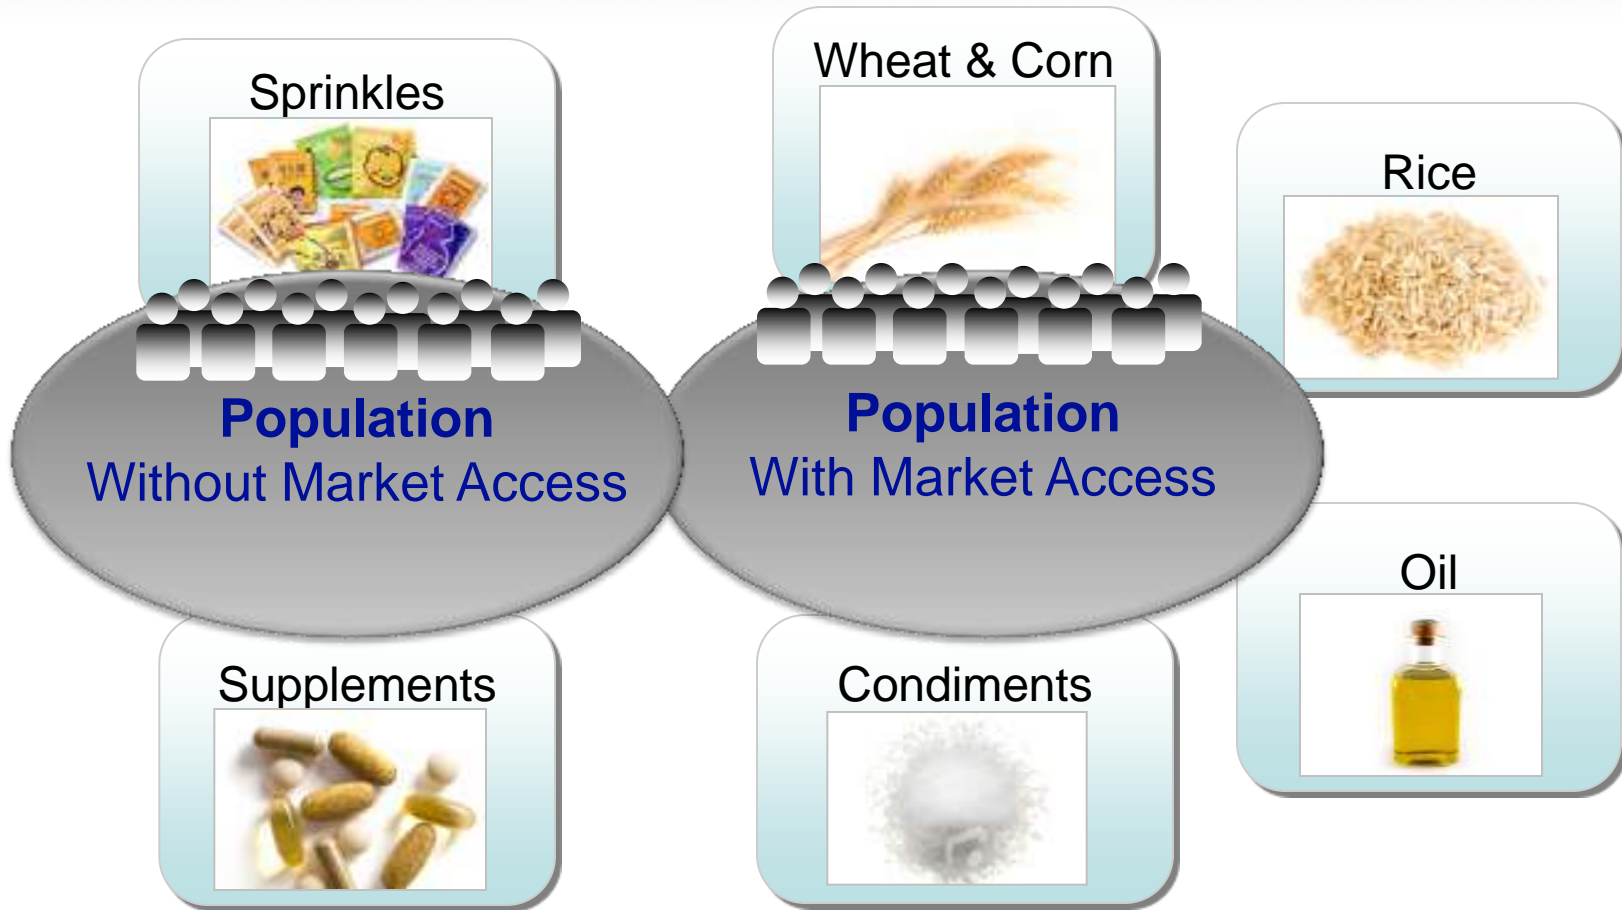 Sprinkles
Wheat & Corn
Rice
Population
Without Market Access
Population
With Market Access
Oil
Supplements
Condiments